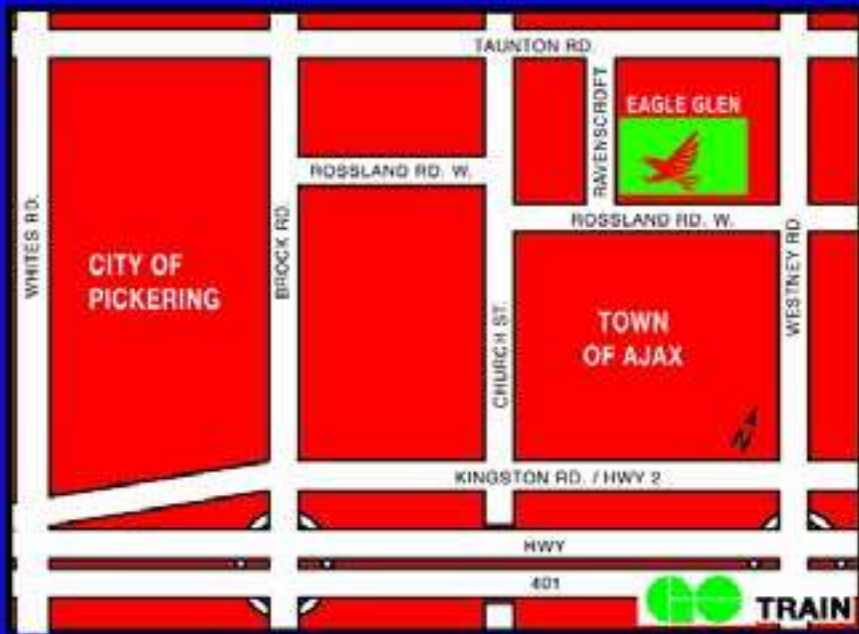 TAUNTON RD.
RAVENSCROFT
EAGLE GLEN
ROSSLAND RD. W.
ROSSLAND RD. W.
WHITES RD.
CITY OF
PICKERING
BROCK RD.
CHURCH ST.
TOWN
OF AJAX
WESTNEY RD.
N
KINGSTON RD. / HWY 2
HWY
401
GO
TRAIN